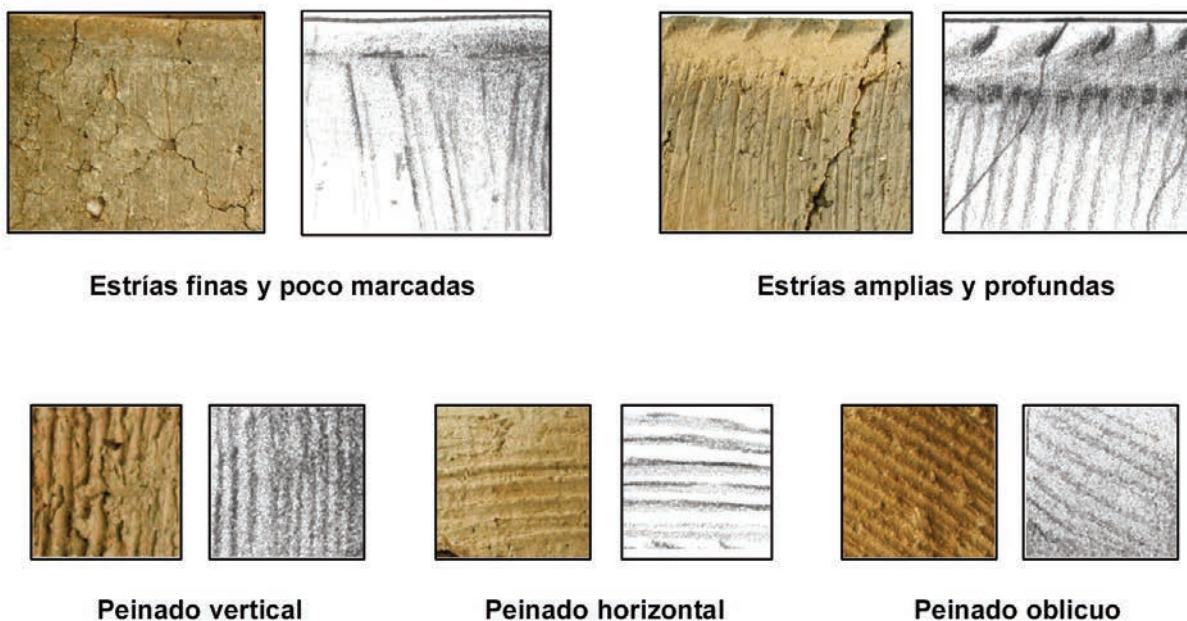 Estrías finas y poco marcadas
Estrías amplias y profundas
Peinado vertical
Peinado horizontal
Peinado oblicuo